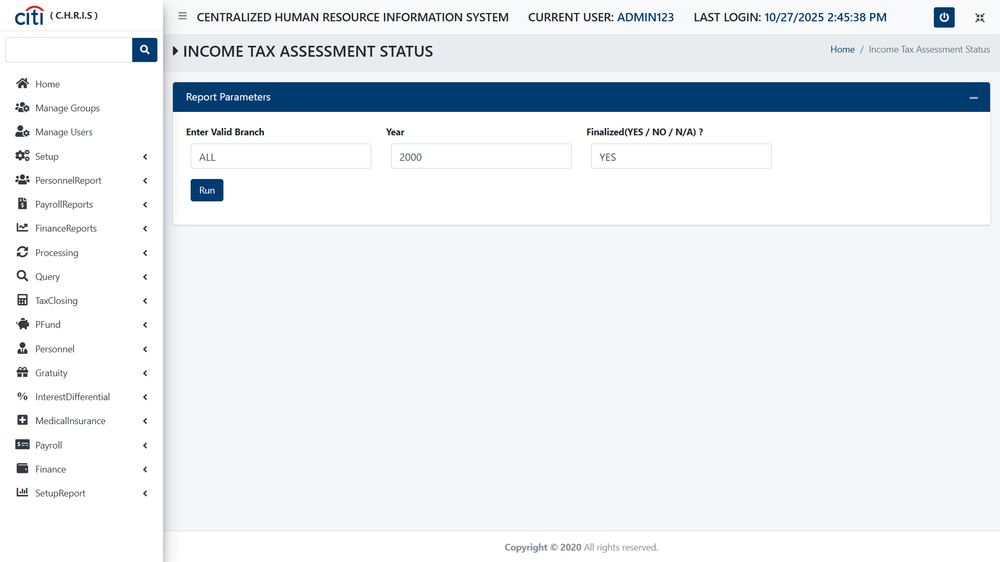 citi ( C.H.R.I.S )
CENTRALIZED HUMAN RESOURCE INFORMATION SYSTEM CURRENT USER: ADMIN123 LAST LOGIN: 10/27/2025 2:45:38 PM
INCOME TAX ASSESSMENT STATUS
Home / Income Tax Assessment Status
Home
Manage Groups
Manage Users
Setup
PersonnelReport
PayrollReports
FinanceReports
Processing
Query
TaxClosing
PFund
Personnel
Gratuity
% InterestDifferential
MedicalInsurance
Payroll
Finance
SetupReport
Report Parameters
Enter Valid Branch
ALL
Year
2000
Finalized(YES / NO / N/A) ?
YES
Run
Copyright © 2020 All rights reserved.